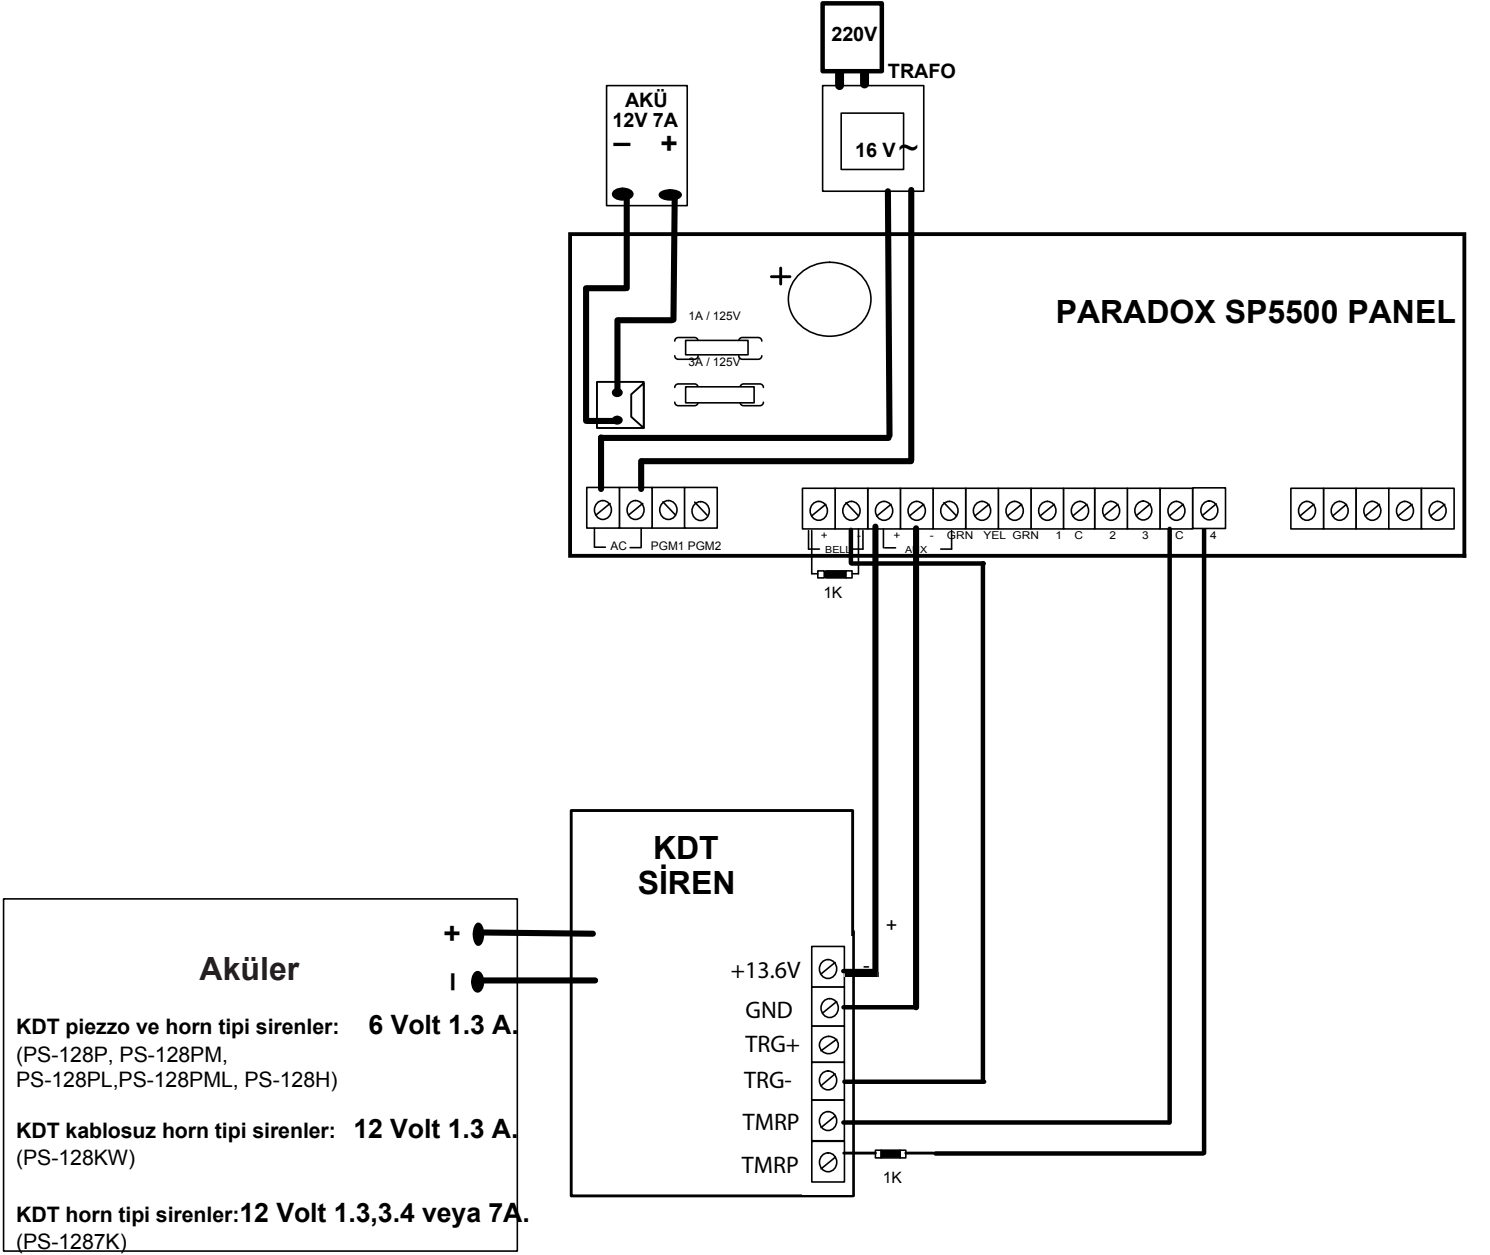 220V
TRAFO
AKÜ
12V 7A
– +
16 V ~
+
1A / 125V
PARADOX SP5500 PANEL
3A / 125V
AC PGM1 PGM2
+ - + - GRN YEL GRN 1 C 2 3 C 4
BELL AUX
1K
KDT
SİREN
+
-
+13.6V
GND
TRG+
TRG-
TMRP
TMRP
1K
+
Aküler
–
KDT piezzo ve horn tipi sirenler: 6 Volt 1.3 A.
(PS-128P, PS-128PM,
PS-128PL,PS-128PML, PS-128H)
KDT kablosuz horn tipi sirenler: 12 Volt 1.3 A.
(PS-128KW)
KDT horn tipi sirenler:12 Volt 1.3,3.4 veya 7A.
(PS-1287K)